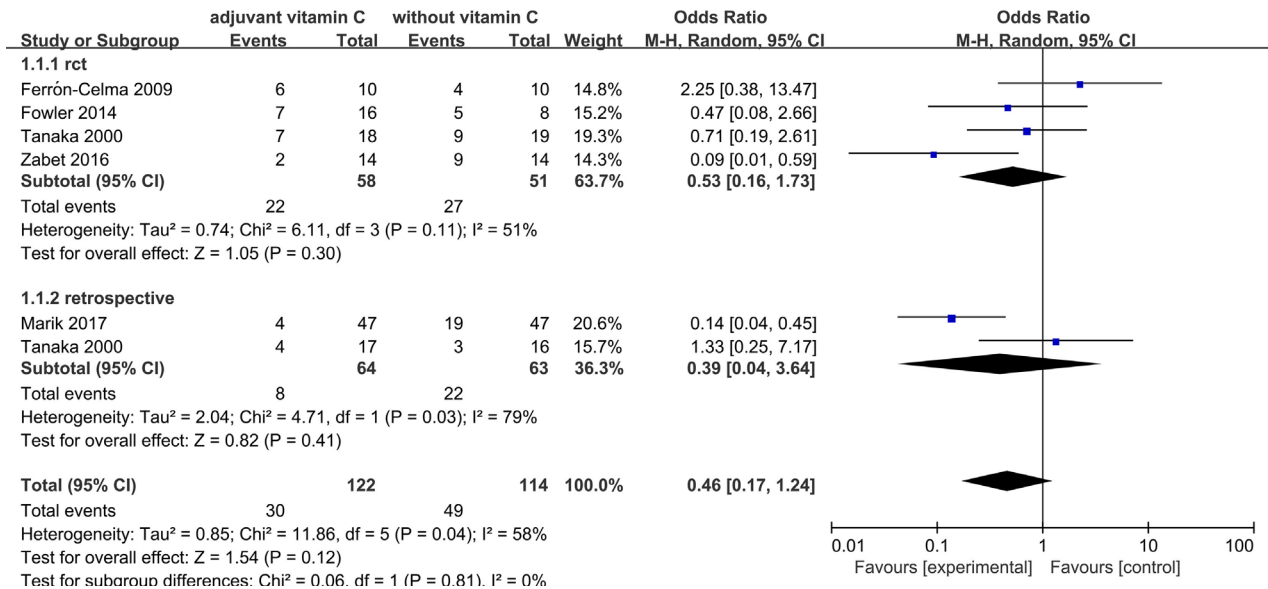 adjuvant vitamin C without vitamin C Odds Ratio Odds Ratio
Study or Subgroup Events Total Events Total Weight M-H, Random, 95% CI M-H, Random, 95% CI
1.1.1 rct
Ferrón-Celma 2009 6 10 4 10 14.8% 2.25 [0.38, 13.47]
Fowler 2014 7 16 5 8 15.2% 0.47 [0.08, 2.66]
Tanaka 2000 7 18 9 19 19.3% 0.71 [0.19, 2.61]
Zabet 2016 2 14 9 14 14.3% 0.09 [0.01, 0.59]
Subtotal (95% CI) 58 51 63.7% 0.53 [0.16, 1.73]
Total events 22 27
Heterogeneity: Tau² = 0.74; Chi² = 6.11, df = 3 (P = 0.11); I² = 51%
Test for overall effect: Z = 1.05 (P = 0.30)
1.1.2 retrospective
Marik 2017 4 47 19 47 20.6% 0.14 [0.04, 0.45]
Tanaka 2000 4 17 3 16 15.7% 1.33 [0.25, 7.17]
Subtotal (95% CI) 64 63 36.3% 0.39 [0.04, 3.64]
Total events 8 22
Heterogeneity: Tau² = 2.04; Chi² = 4.71, df = 1 (P = 0.03); I² = 79%
Test for overall effect: Z = 0.82 (P = 0.41)
Total (95% CI) 122 114 100.0% 0.46 [0.17, 1.24]
Total events 30 49
Heterogeneity: Tau² = 0.85; Chi² = 11.86, df = 5 (P = 0.04); I² = 58%
Test for overall effect: Z = 1.54 (P = 0.12)
Test for subgroup differences: Chi² = 0.06, df = 1 (P = 0.81), I² = 0%
0.01 0.1 1 10 100
Favours [experimental] Favours [control]